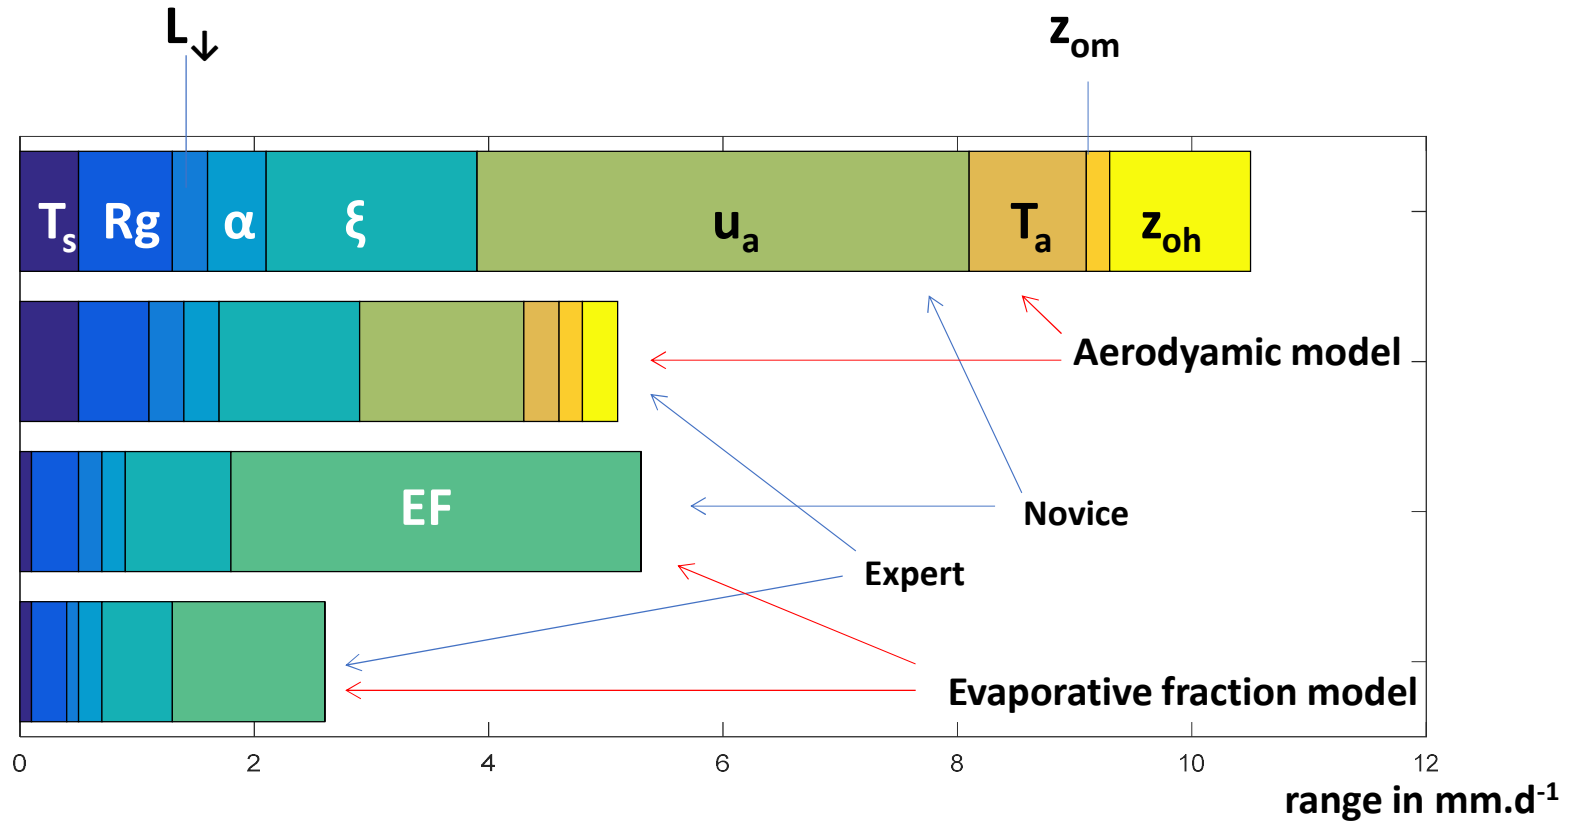 L↓
zom
Ts Rg α ξ ua Ta zoh
Aerodyamic model
EF
Novice
Expert
Evaporative fraction model
0 2 4 6 8 10 12
range in mm.d-1